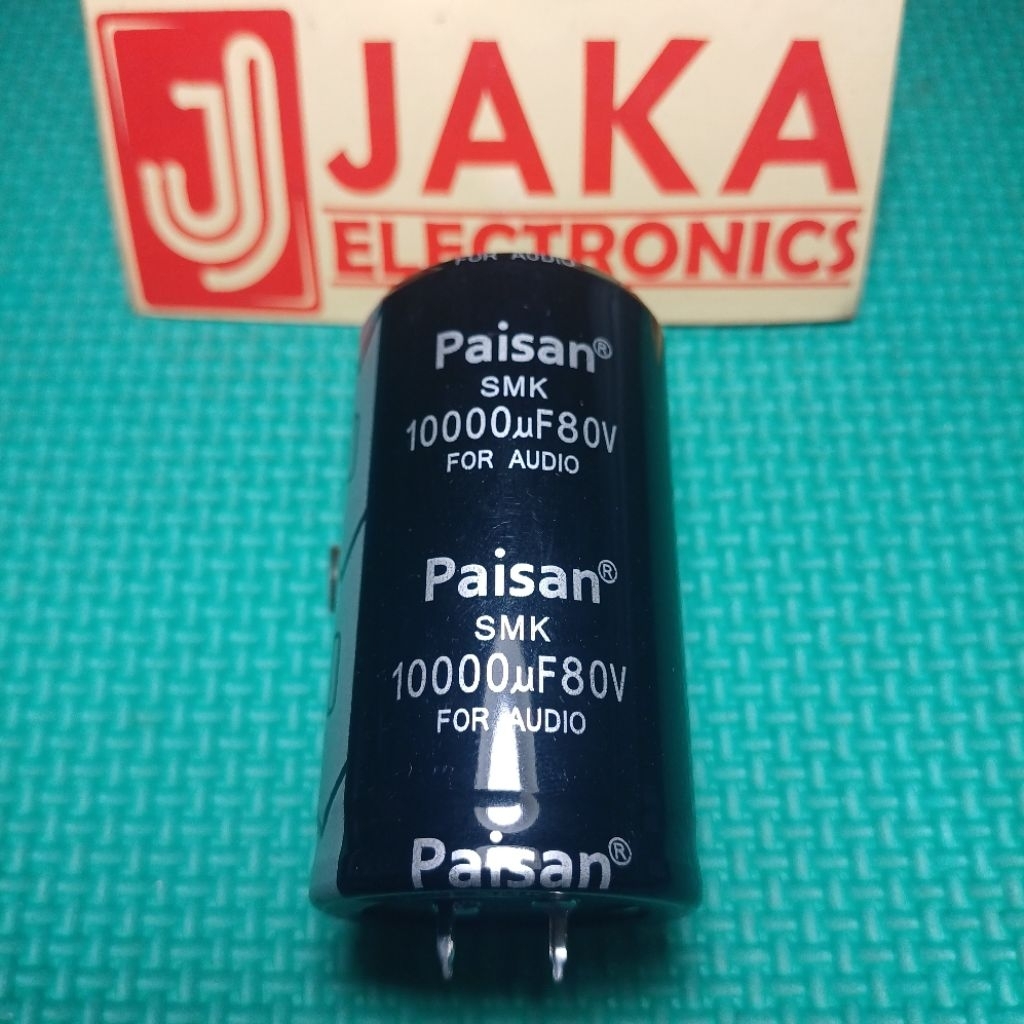 JAKA
ELECTRONICS
FOR AUDIO
Paisan®
SMK
10000µF80V
FOR AUDIO
Paisan®
SMK
10000µF80V
FOR AUDIO
Paisan®